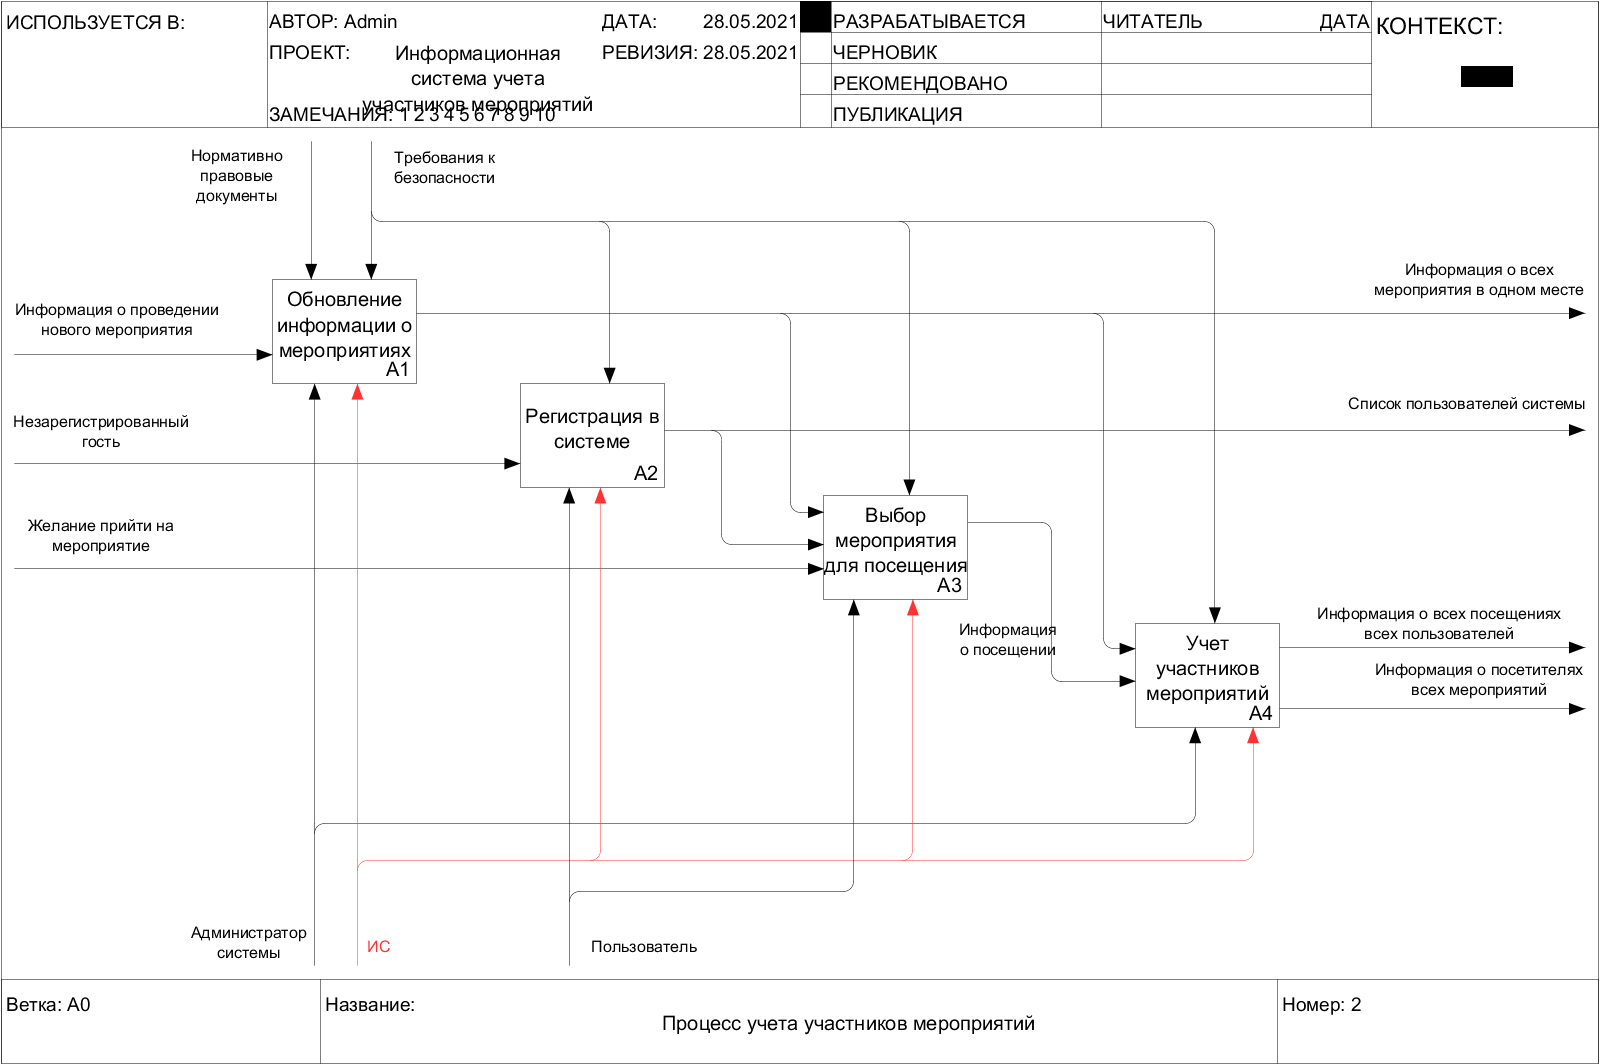 ИСПОЛЬЗУЕТСЯ В:
АВТОР: Admin
ДАТА: 28.05.2021
РАЗРАБАТЫВАЕТСЯ
ЧИТАТЕЛЬ
ДАТА
КОНТЕКСТ:
ПРОЕКТ:
Информационная
система учета
участников мероприятий
РЕВИЗИЯ: 28.05.2021
ЧЕРНОВИК
РЕКОМЕНДОВАНО
ЗАМЕЧАНИЯ: 1 2 3 4 5 6 7 8 9 10
ПУБЛИКАЦИЯ
Нормативно
правовые
документы
Требования к
безопасности
Информация о всех
мероприятия в одном месте
Информация о проведении
нового мероприятия
Обновление
информации о
мероприятиях
A1
Список пользователей системы
Незарегистрированный
гость
Регистрация в
системе
A2
Желание прийти на
мероприятие
Выбор
мероприятия
для посещения
A3
Информация
о посещении
Информация о всех посещениях
всех пользователей
Учет
участников
мероприятий
A4
Информация о посетителях
всех мероприятий
Администратор
системы
ИС
Пользователь
Ветка: A0
Название:
Процесс учета участников мероприятий
Номер: 2